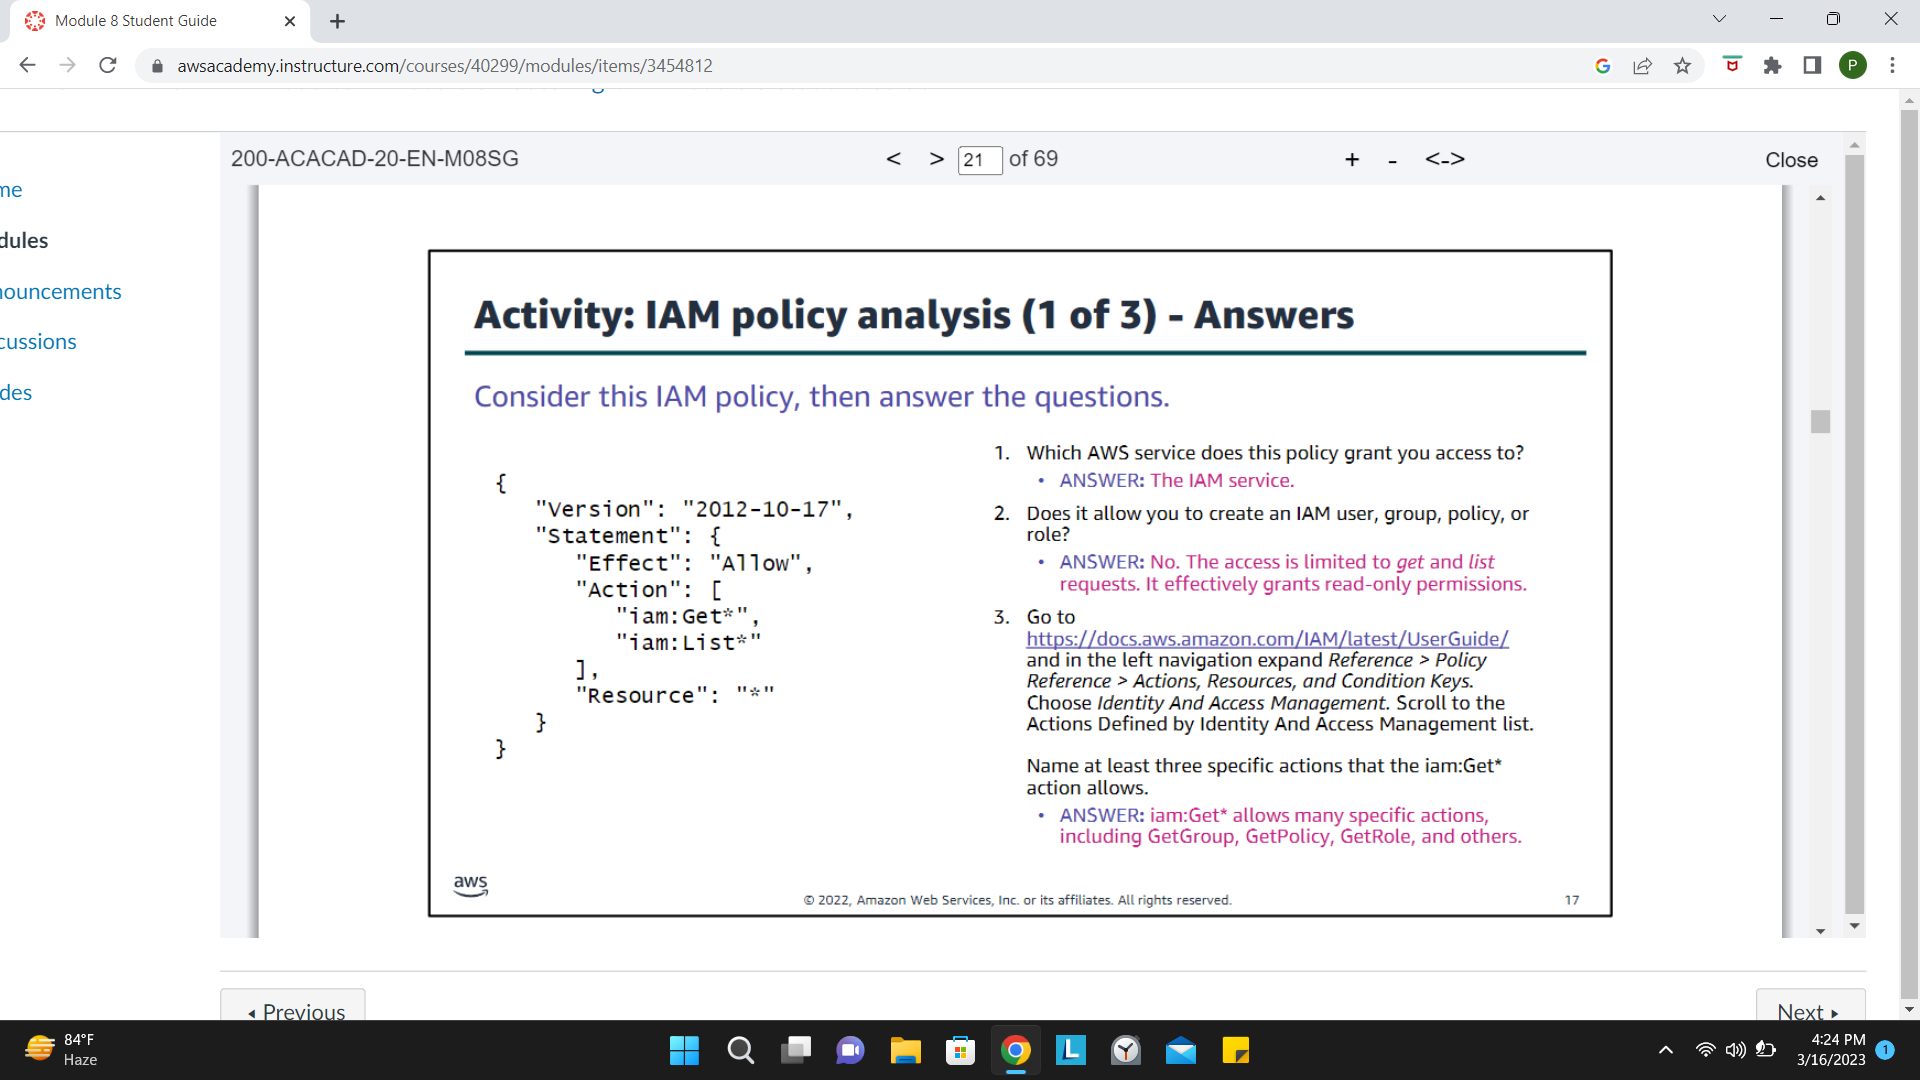 Module 8 Student Guide
awsacademy.instructure.com/courses/40299/modules/items/3454812
P
200-ACACAD-20-EN-M08SG
< > 21 of 69
+ - <->
Close
me
dules
nouncements
cussions
des
Activity: IAM policy analysis (1 of 3) - Answers
Consider this IAM policy, then answer the questions.
{
"Version": "2012-10-17",
"Statement": {
"Effect": "Allow",
"Action": [
"iam:Get*",
"iam:List*"
],
"Resource": "*"
}
}
1. Which AWS service does this policy grant you access to?
• ANSWER: The IAM service.
2. Does it allow you to create an IAM user, group, policy, or
role?
• ANSWER: No. The access is limited to get and list
requests. It effectively grants read-only permissions.
3. Go to
https://docs.aws.amazon.com/IAM/latest/UserGuide/
and in the left navigation expand Reference > Policy
Reference > Actions, Resources, and Condition Keys.
Choose Identity And Access Management. Scroll to the
Actions Defined by Identity And Access Management list.
Name at least three specific actions that the iam:Get*
action allows.
• ANSWER: iam:Get* allows many specific actions,
including GetGroup, GetPolicy, GetRole, and others.
aws
© 2022, Amazon Web Services, Inc. or its affiliates. All rights reserved.
17
Previous
Next
84°F
Haze
L
4:24 PM
3/16/2023
1